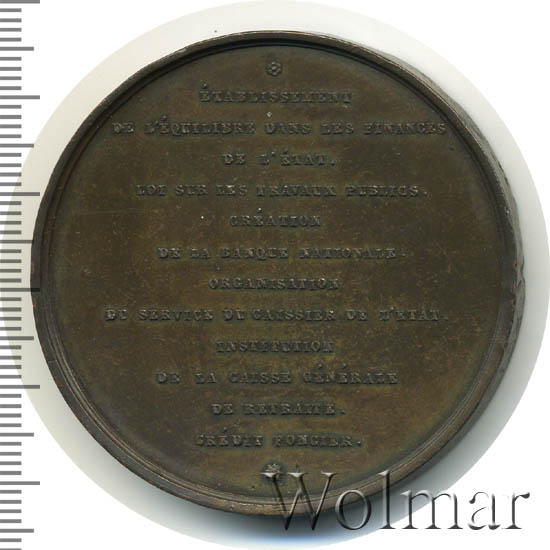 ÉTABLISSEMENT
DE L'ÉQUILIBRE DANS LES FINANCES
DE L'ÉTAT.
LOI SUR LES TRAVAUX PUBLICS.
CRÉATION
DE LA BANQUE NATIONALE.
ORGANISATION
DU SERVICE DU CAISSIER DE L'ÉTAT.
INSTITUTION
DE LA CAISSE GÉNÉRALE
DE RETRAITE.
CRÉDIT FONCIER.
Wolmar